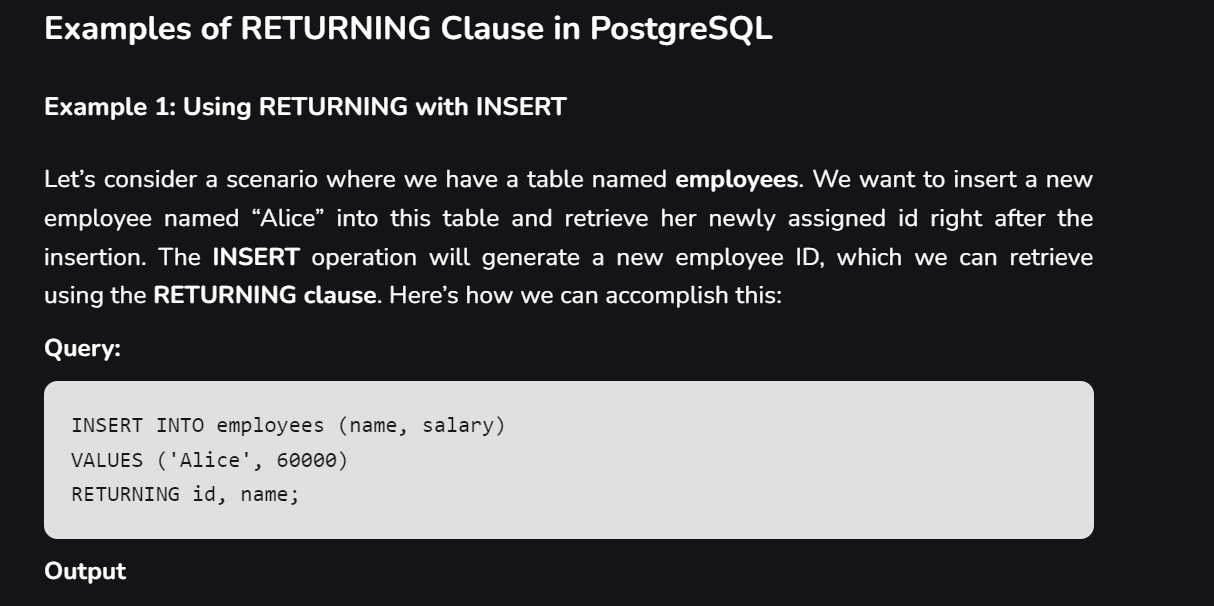 Examples of RETURNING Clause in PostgreSQL
Example 1: Using RETURNING with INSERT
Let’s consider a scenario where we have a table named employees. We want to insert a new
employee named “Alice” into this table and retrieve her newly assigned id right after the
insertion. The INSERT operation will generate a new employee ID, which we can retrieve
using the RETURNING clause. Here’s how we can accomplish this:
Query:
INSERT INTO employees (name, salary)
VALUES ('Alice', 60000)
RETURNING id, name;
Output